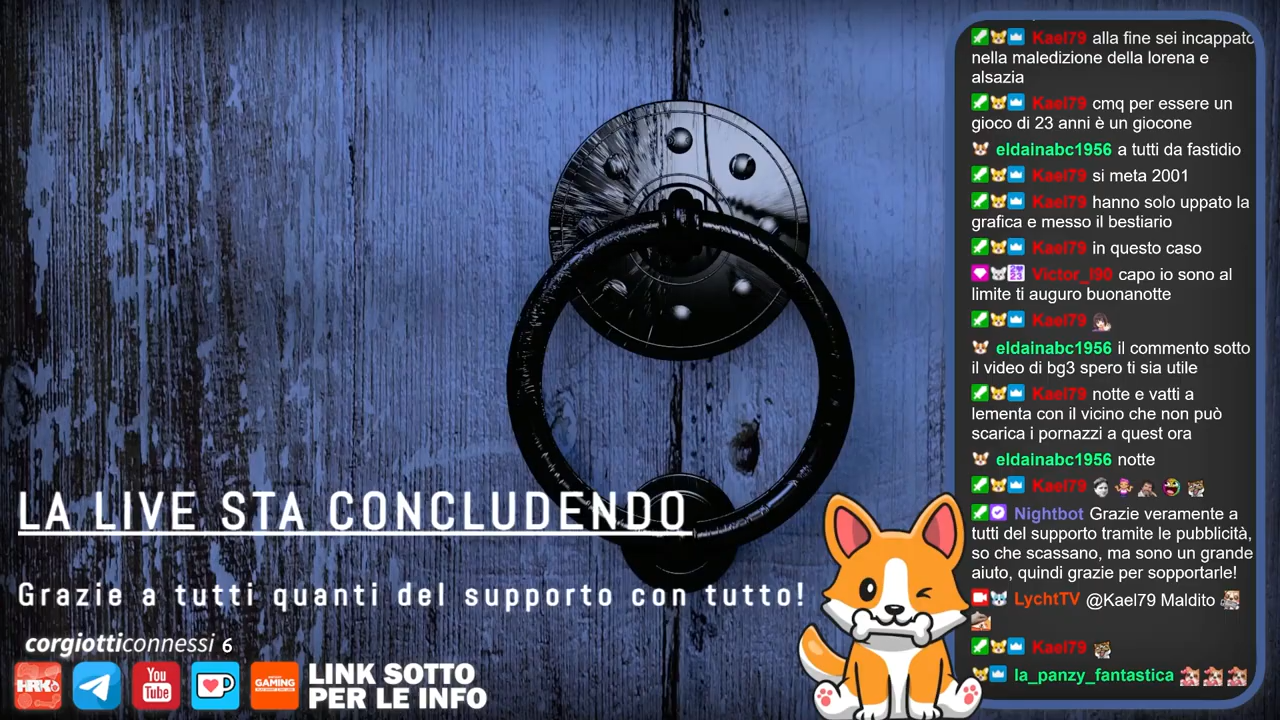 Kael79 alla fine sei incappato
nella maledizione della lorena e
alsazia
Kael79 cmq per essere un
gioco di 23 anni è un giocone
eldainabc1956 a tutti da fastidio
Kael79 si meta 2001
Kael79 hanno solo uppato la
grafica e messo il bestiario
Kael79 in questo caso
Victor_l90 capo io sono al
limite ti auguro buonanotte
Kael79
eldainabc1956 il commento sotto
il video di bg3 spero ti sia utile
Kael79 notte e vatti a
lementa con il vicino che non può
scarica i pornazzi a quest ora
eldainabc1956 notte
Kael79
Nightbot Grazie veramente a
tutti del supporto tramite le pubblicità,
so che scassano, ma sono un grande
aiuto, quindi grazie per sopportarle!
LychtTV @Kael79 Maldito
Kael79
la_panzy_fantastica
LA LIVE STA CONCLUDENDO
Grazie a tutti quanti del supporto con tutto!
corgiotticonnessi 6
HRK
You
Tube
GAMING
LINK SOTTO
PER LE INFO